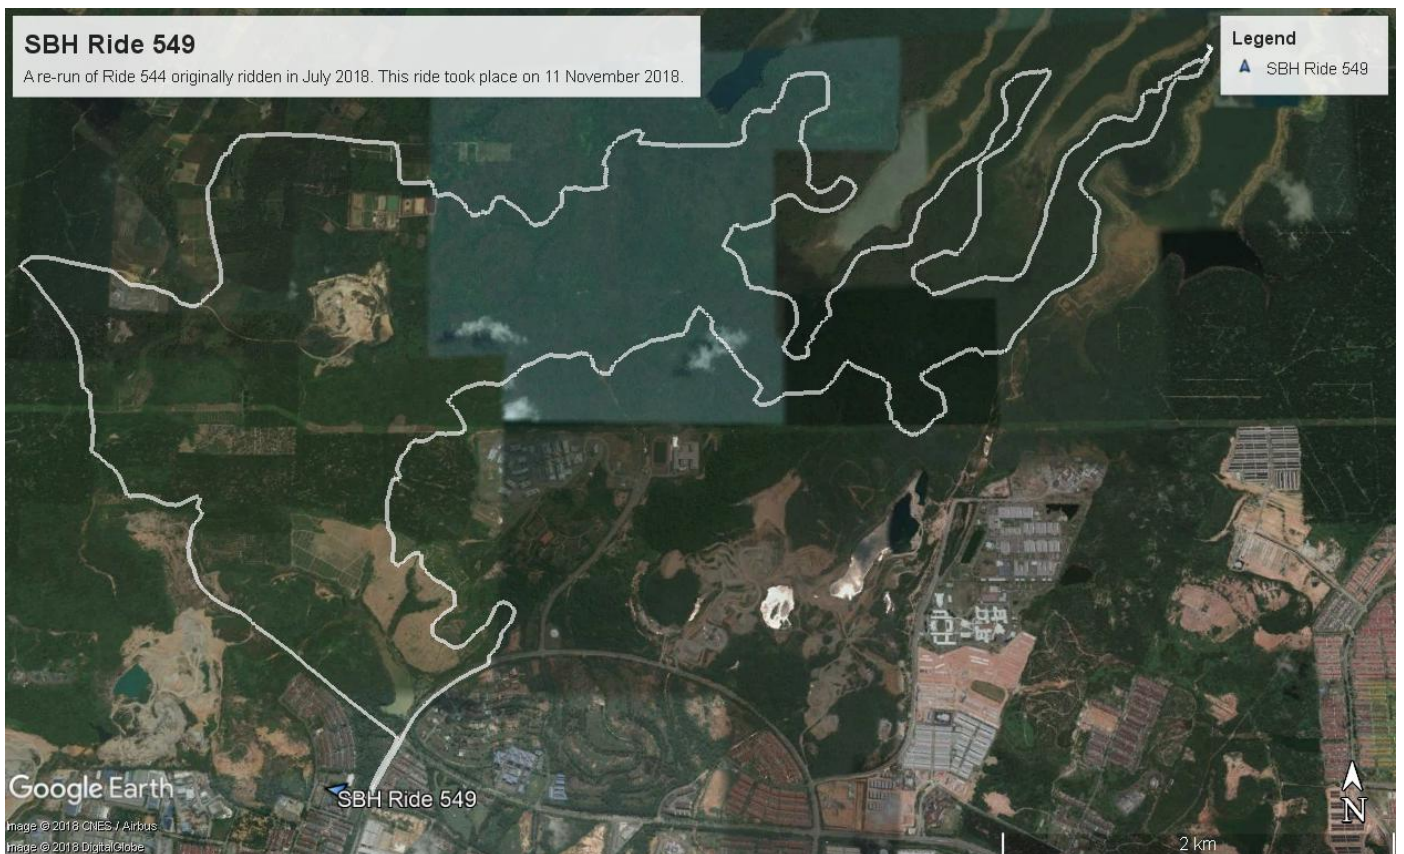 SBH Ride 549
A re-run of Ride 544 originally ridden in July 2018. This ride took place on 11 November 2018.
Legend
SBH Ride 549
SBH Ride 549
Google Earth
N
Image © 2018 CNES / Airbus
Image © 2018 DigitalGlobe
2 km